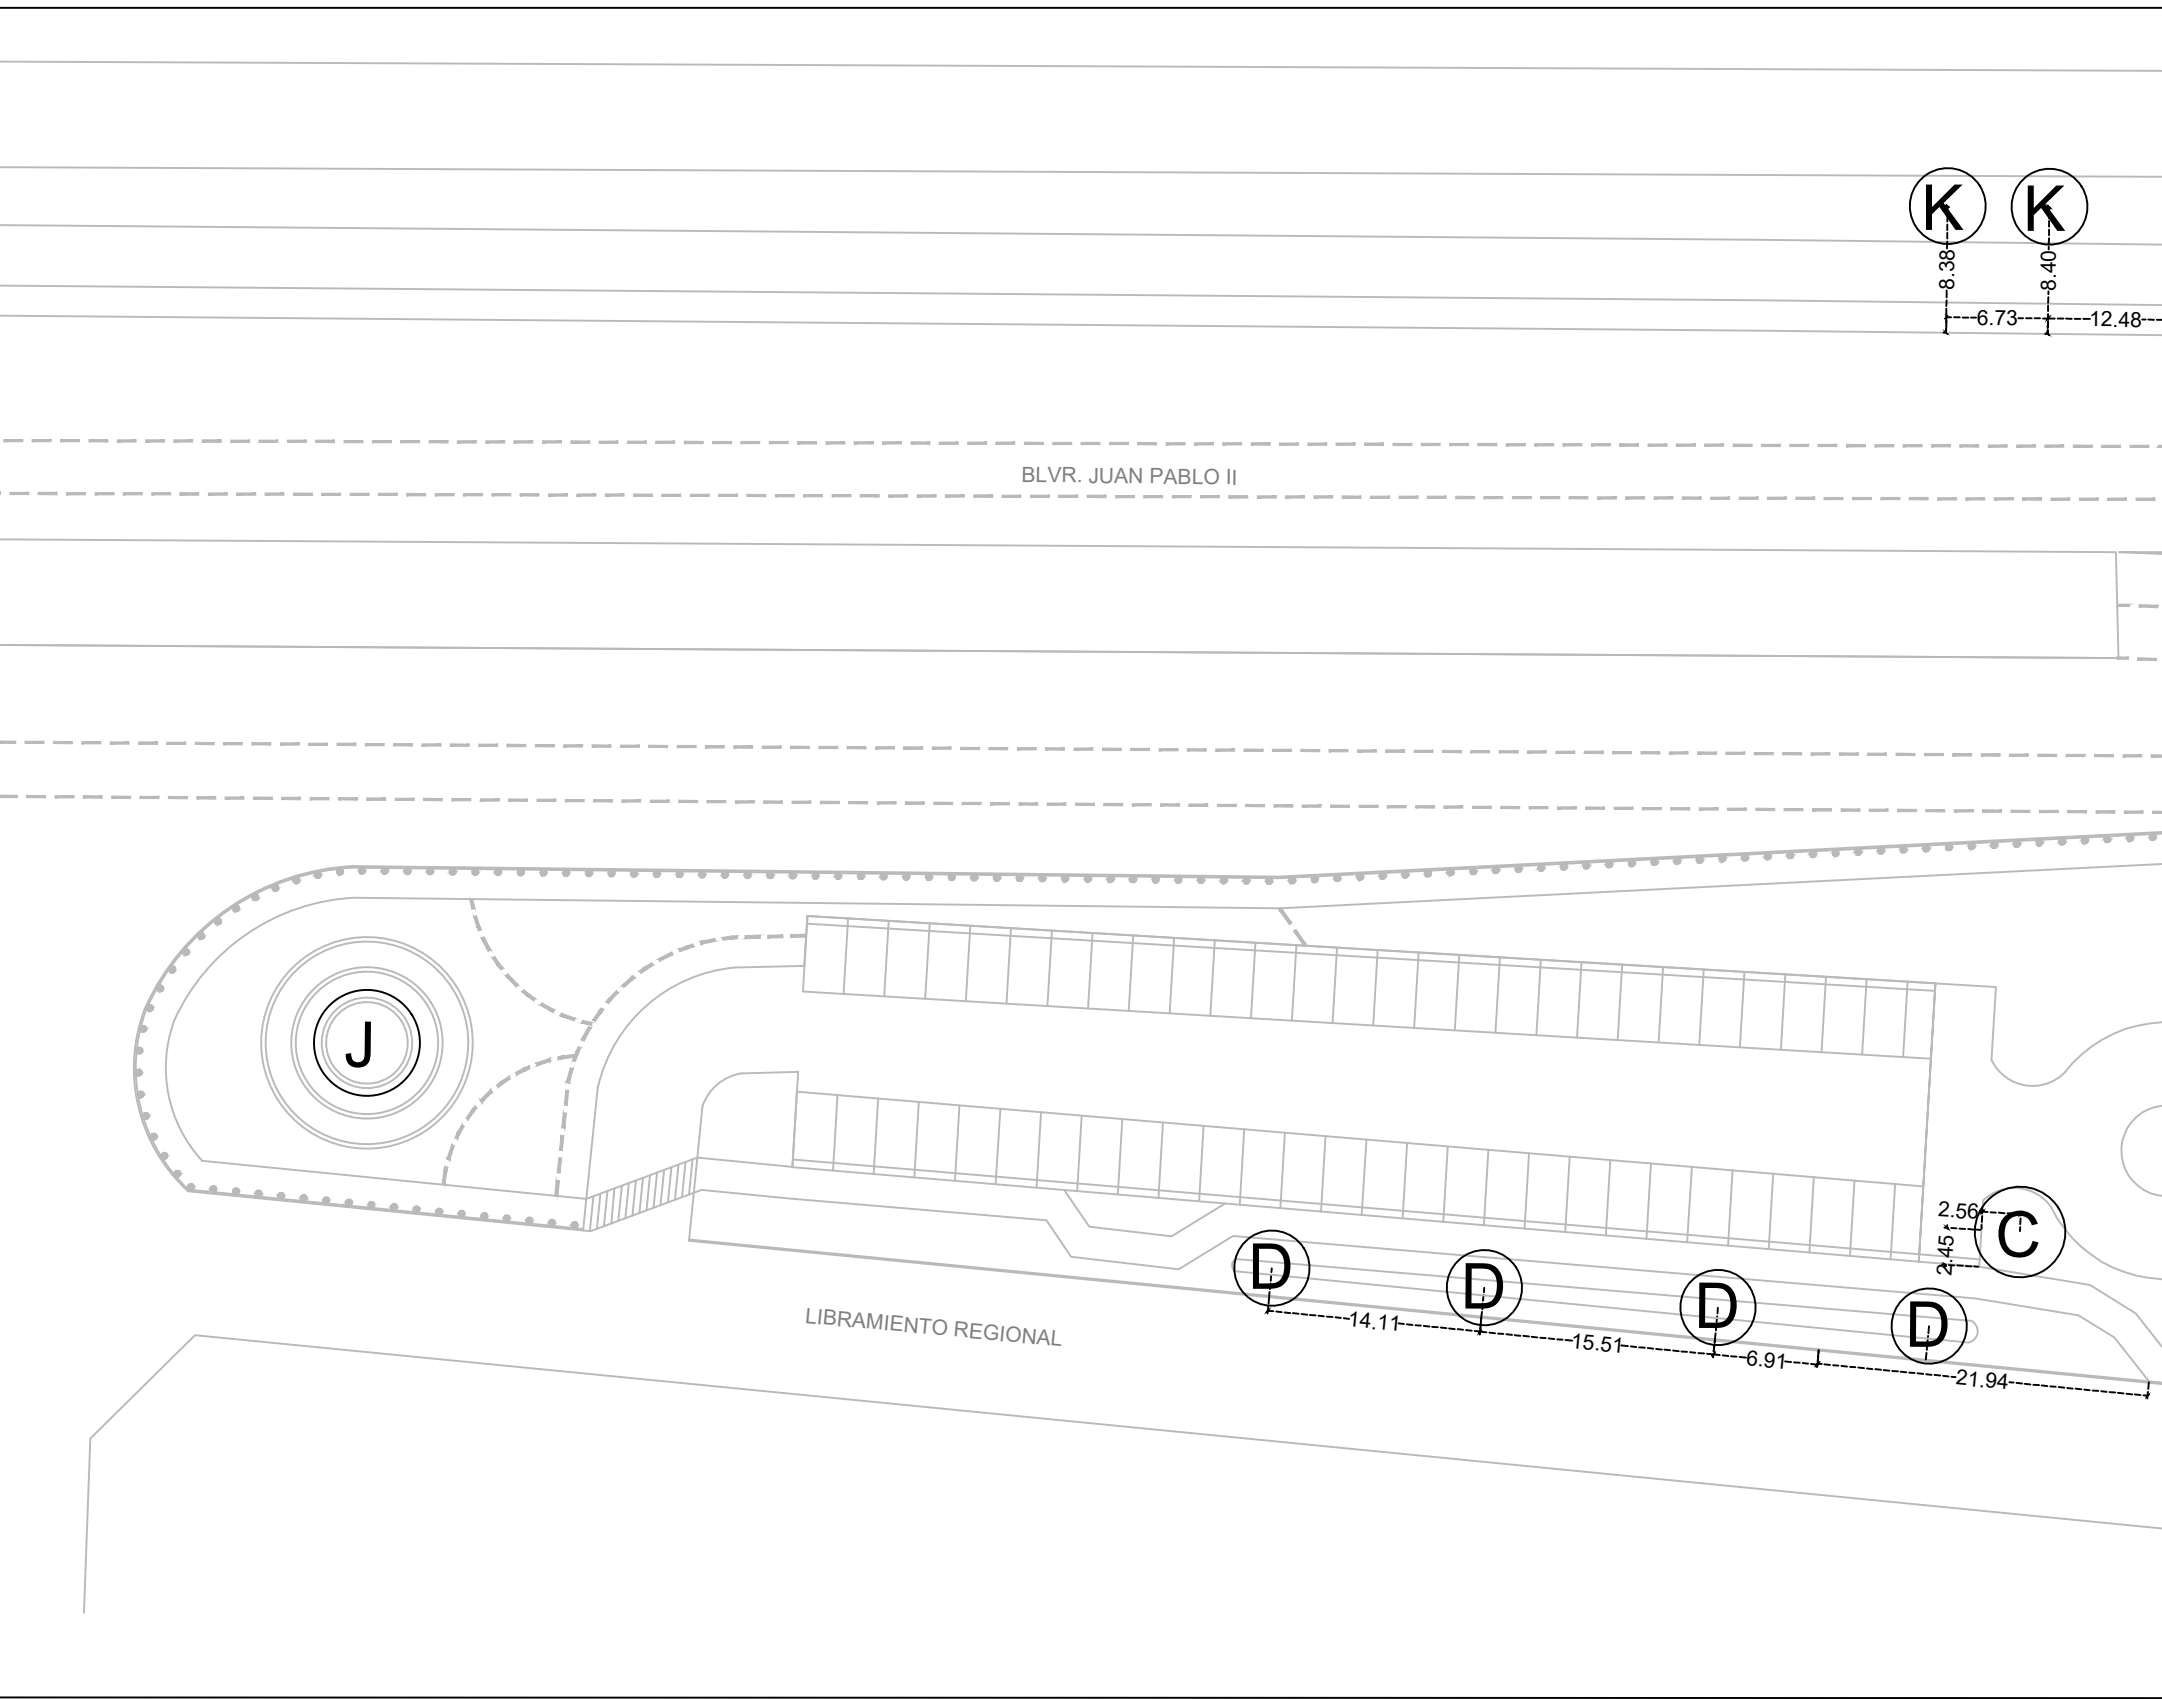 K K
8.38 8.40
6.73 12.48
BLVR. JUAN PABLO II
J
2.56
C
2.45
D D D D
14.11 15.51 6.91 21.94
LIBRAMIENTO REGIONAL